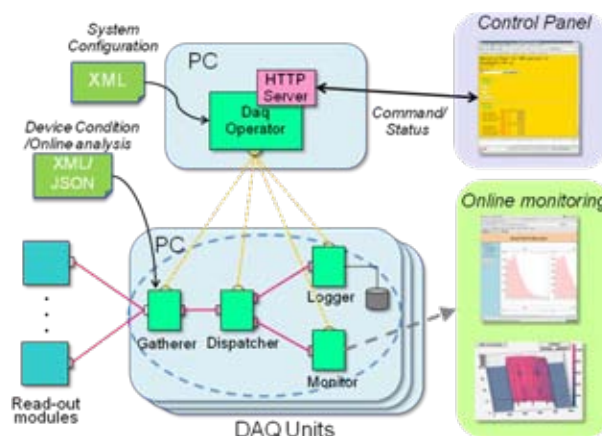 System
Configuration
XML
PC
HTTP
Server
Daq
Operator
Control Panel
Command/
Status
Device Condition
/Online analysis
XML/
JSON
Online monitoring
PC
Gatherer
Dispatcher
Logger
Monitor
Read-out
modules
DAQ Units